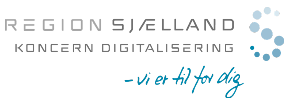 REGION SJÆLLAND
KONCERN DIGITALISERING
- vi er til for dig